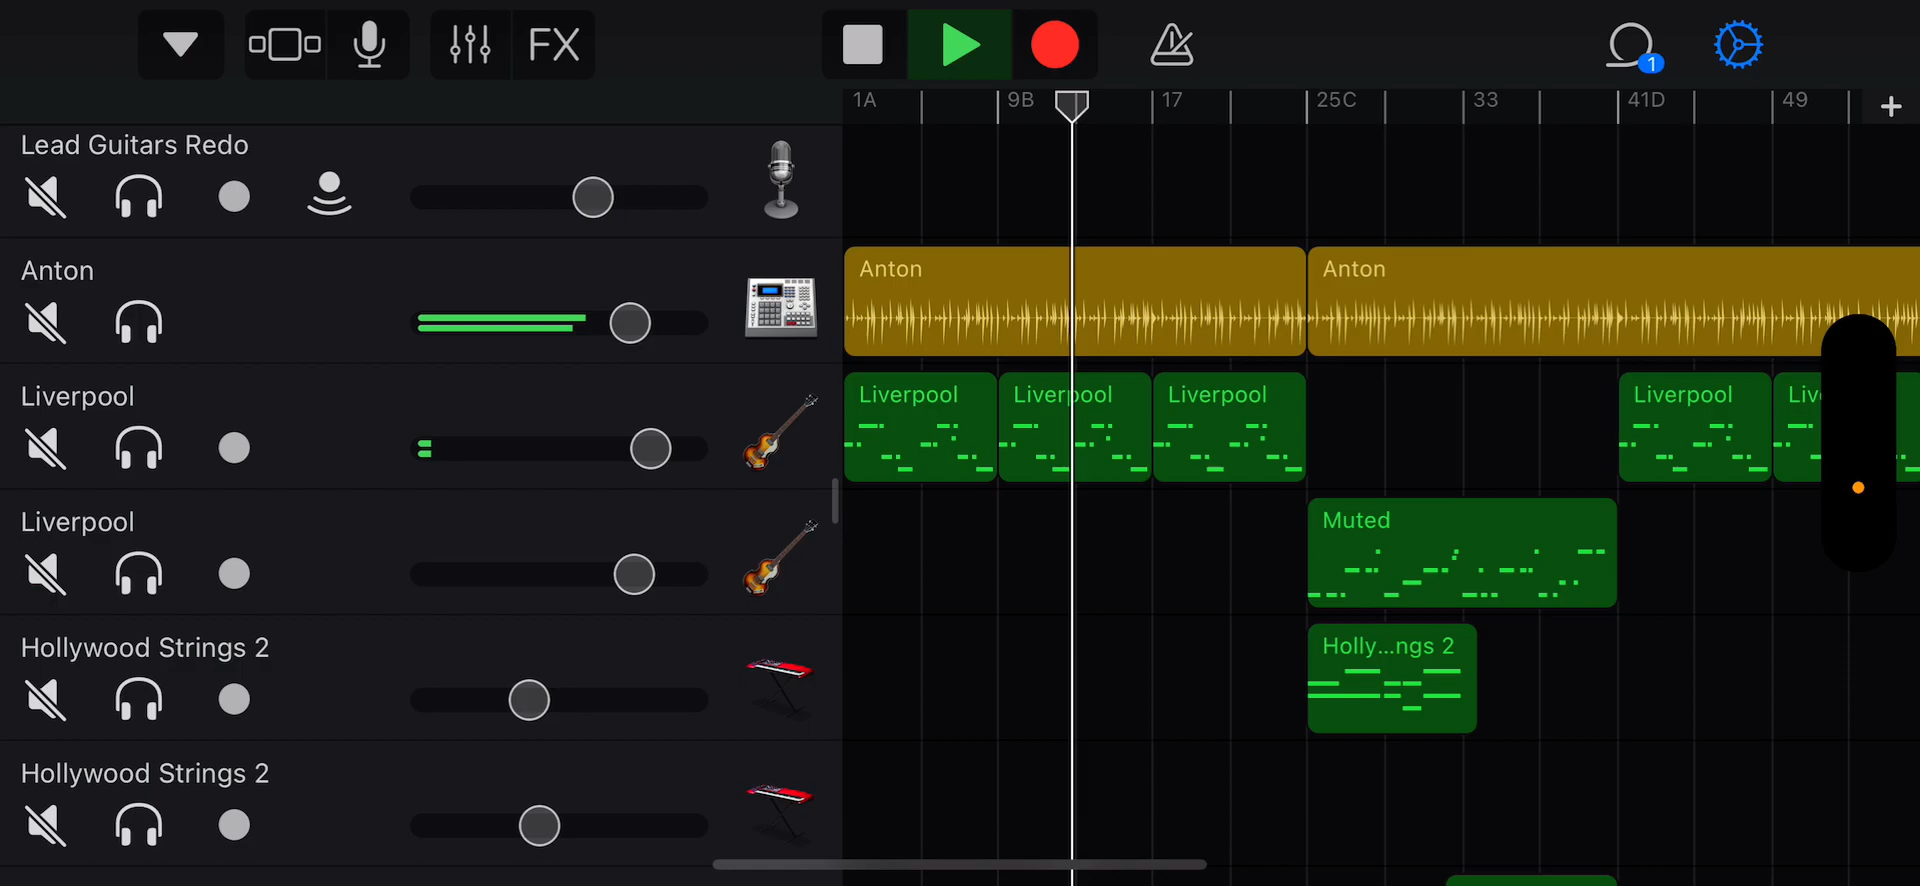 FX
1
1A 9B 17 25C 33 41D 49 +
Lead Guitars Redo
Anton
Anton
Anton
Liverpool
Liverpool
Liverpool
Liverpool
Liverpool
Liv
Liverpool
Muted
Hollywood Strings 2
Holly...ngs 2
Hollywood Strings 2